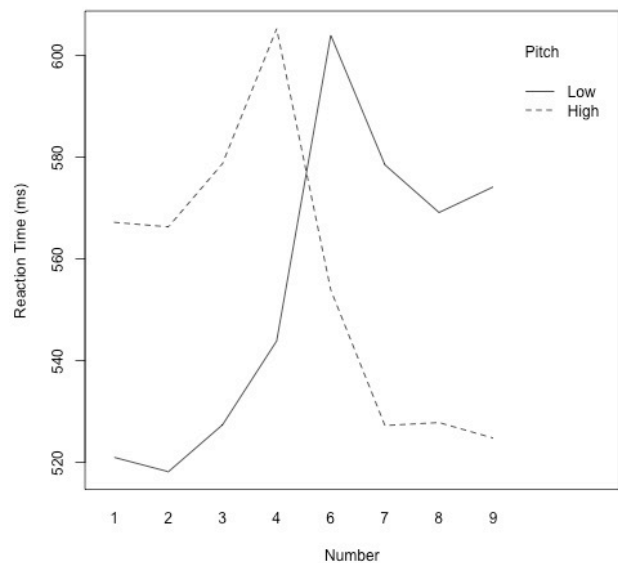 Pitch
Low
High
Reaction Time (ms)
600
580
560
540
520
1 2 3 4 6 7 8 9
Number